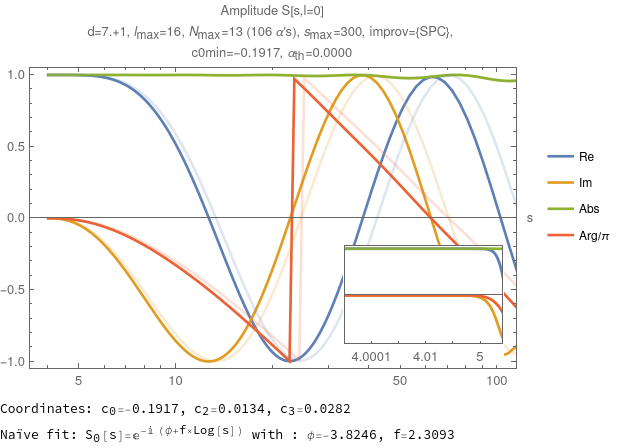 Amplitude S[s,l=0]
d=7.+1, lmax=16, Nmax=13 (106 α's), smax=300, improv={SPC},
c0min=−0.1917, αth=0.0000
1.0
0.5
0.0
−0.5
−1.0
s
5
10
50
100
4.0001
4.01
5
Re
Im
Abs
Arg/π
Coordinates: c0=-0.1917, c2=0.0134, c3=0.0282
Naïve fit: S0[s]=e^-i (ϕ+f×Log[s]) with : ϕ=-3.8246, f=2.3093